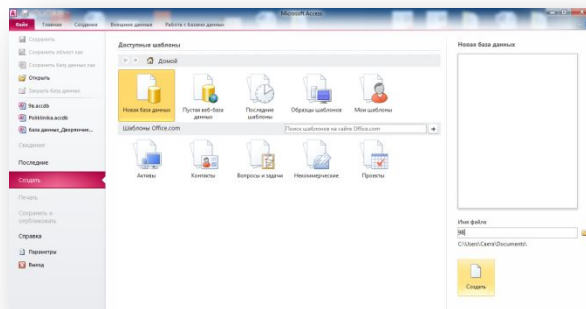 Microsoft Access
Файл Главная Создание Внешние данные Работа с базами данных
Сохранить
Сохранить объект как
Сохранить базу данных как
Открыть
Закрыть базу данных
9в.accdb
Poliklinika.accdb
Сведения
Последние
Создать
Печать
Сохранить и
опубликовать
Справка
Параметры
Выход
Доступные шаблоны
Домой
Новая база данных
Пустая веб-база
данных
Последние
шаблоны
Образцы шаблонов
Мои шаблоны
Шаблоны Office.com
Поиск шаблонов на сайте Office.com
Активы
Контакты
Вопросы и задачи
Некоммерческие
Проекты
Новая база данных
Имя файла
C:\Users\Света\Documents\
Создать